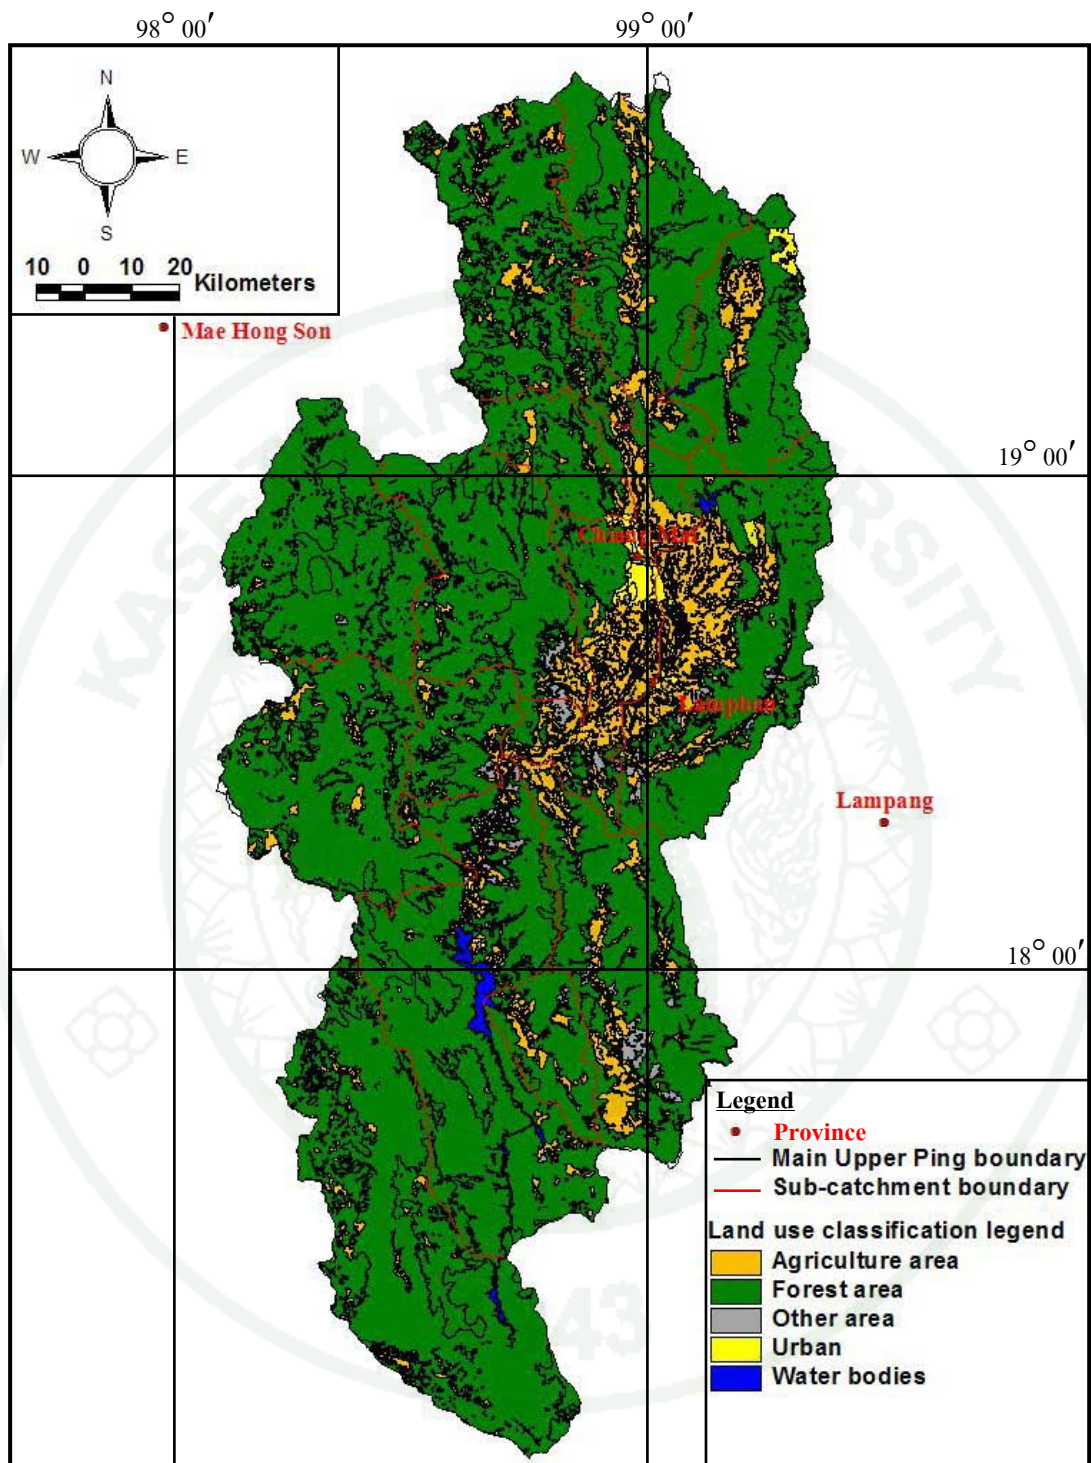 98° 00′
99° 00′
N
W E
S
10 0 10 20 Kilometers
Mae Hong Son
19° 00′
Chiang Mai
Lamphun
Lampang
18° 00′
Legend
Province
Main Upper Ping boundary
Sub-catchment boundary
Land use classification legend
Agriculture area
Forest area
Other area
Urban
Water bodies
43